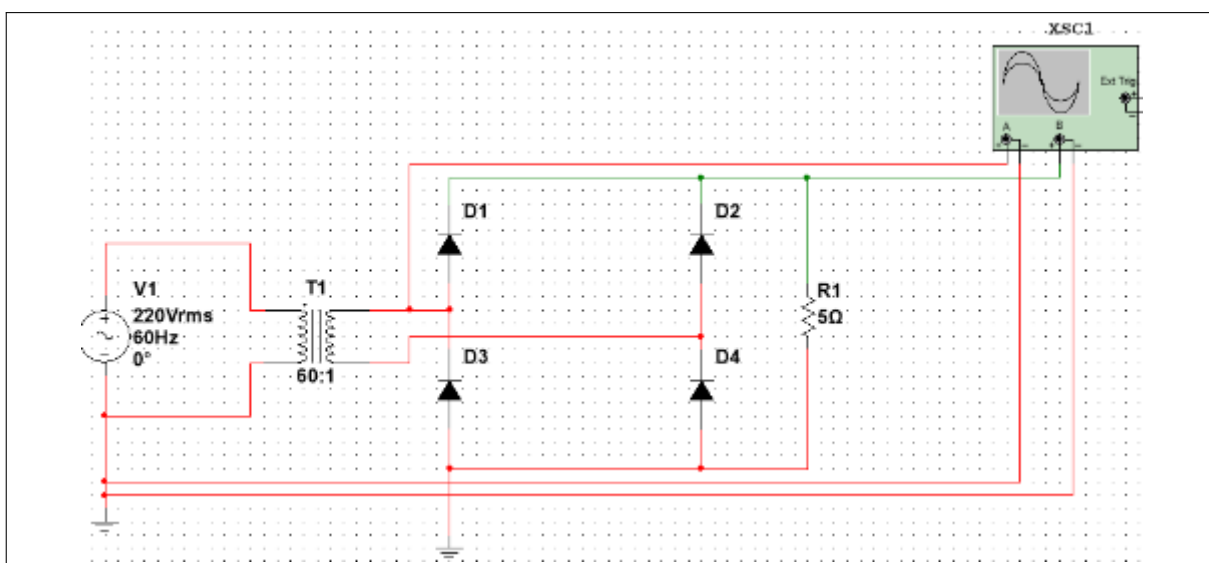 XSC1
Ext Trig
+
-
A
B
+ - + -
D1
D2
V1
220Vrms
60Hz
0°
T1
60:1
R1
5Ω
D3
D4